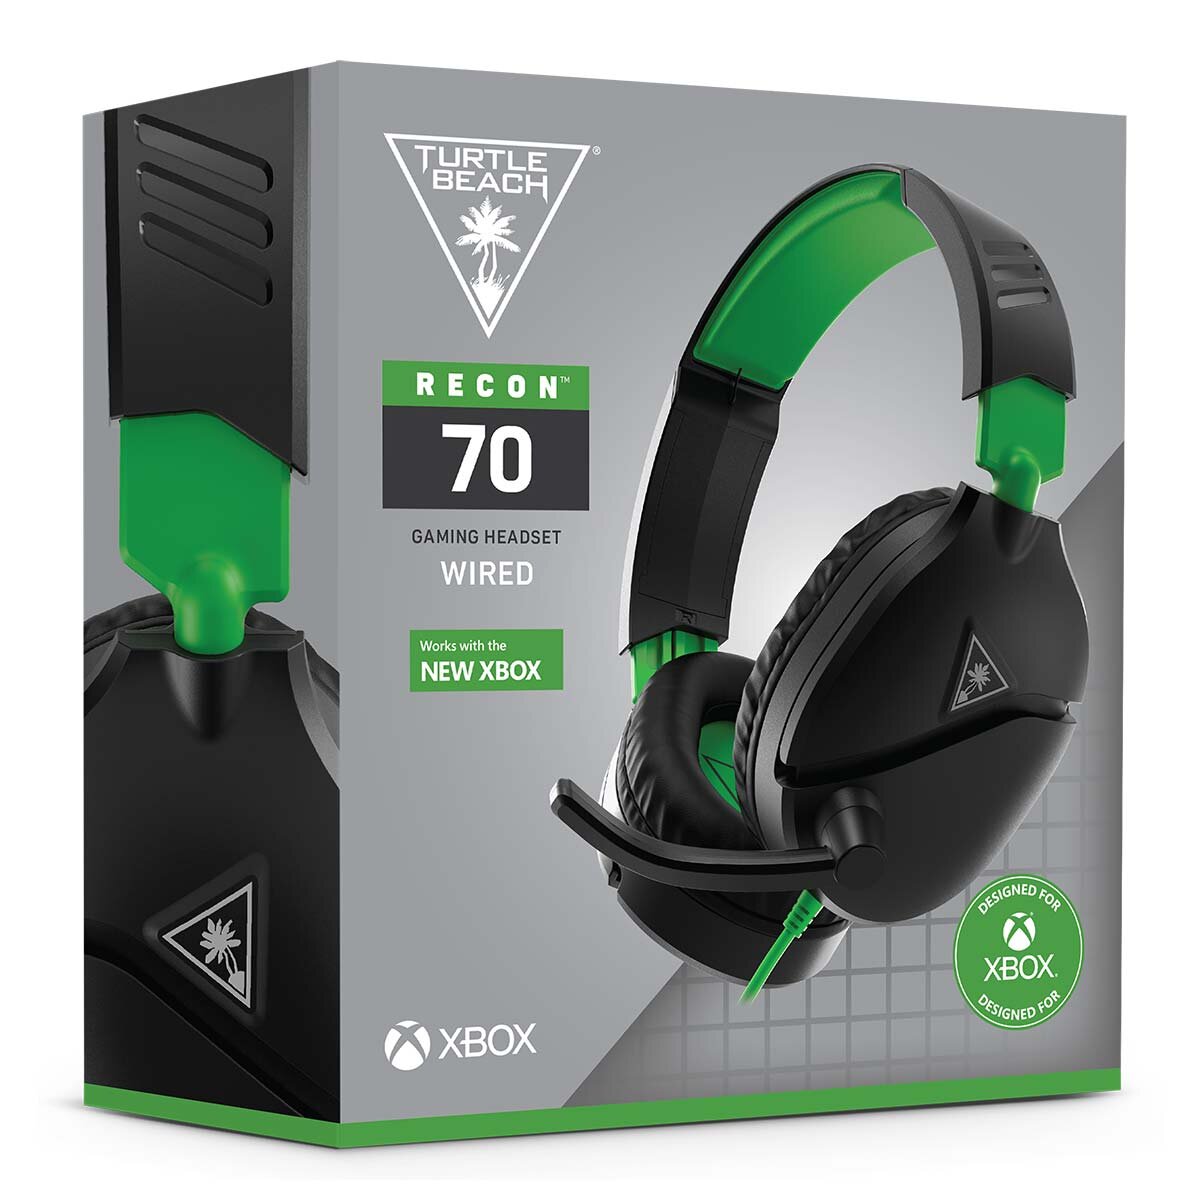 TURTLE
BEACH®
RECON™
70
GAMING HEADSET
WIRED
Works with the
NEW XBOX
XBOX
DESIGNED FOR
XBOX
DESIGNED FOR